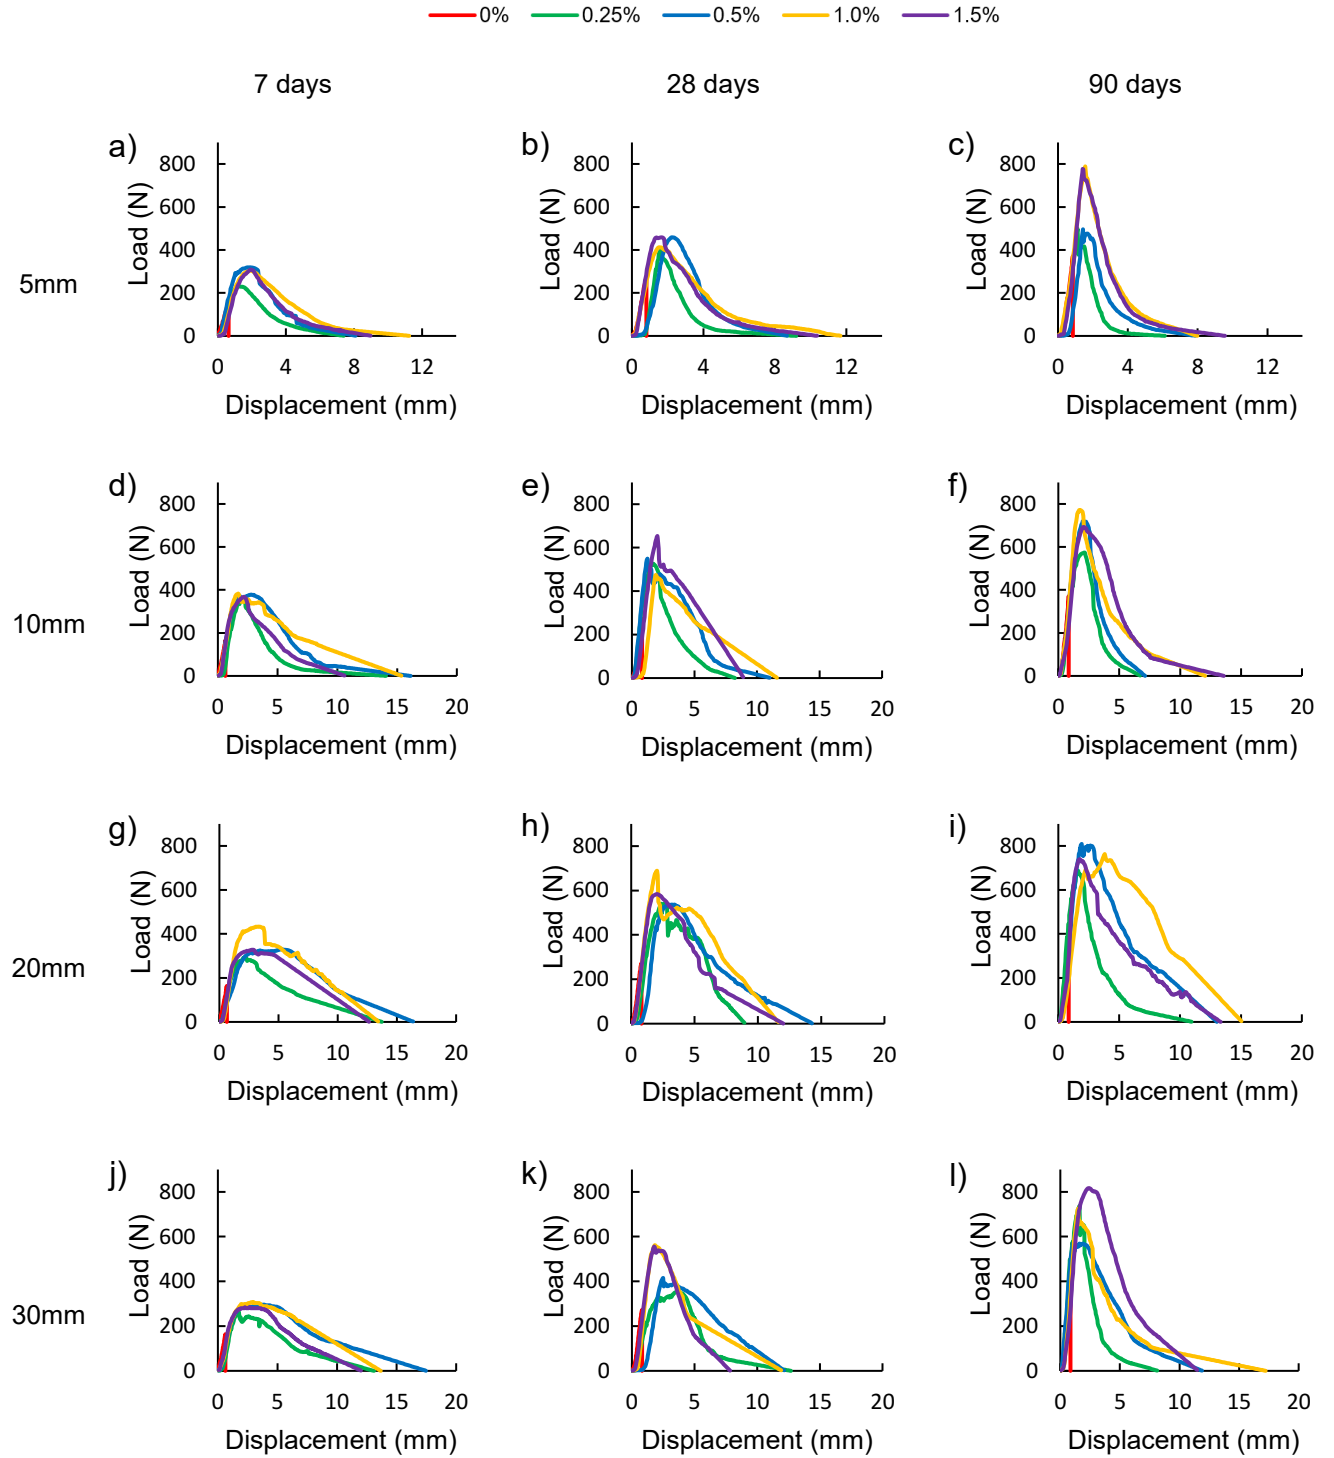 0% 0.25% 0.5% 1.0% 1.5%
7 days 28 days 90 days
5mm
a)
Load (N)
800
600
400
200
0
0 4 8 12
Displacement (mm)
b)
Load (N)
800
600
400
200
0
0 4 8 12
Displacement (mm)
c)
Load (N)
800
600
400
200
0
0 4 8 12
Displacement (mm)
10mm
d)
Load (N)
800
600
400
200
0
0 5 10 15 20
Displacement (mm)
e)
Load (N)
800
600
400
200
0
0 5 10 15 20
Displacement (mm)
f)
Load (N)
800
600
400
200
0
0 5 10 15 20
Displacement (mm)
20mm
g)
Load (N)
800
600
400
200
0
0 5 10 15 20
Displacement (mm)
h)
Load (N)
800
600
400
200
0
0 5 10 15 20
Displacement (mm)
i)
Load (N)
800
600
400
200
0
0 5 10 15 20
Displacement (mm)
30mm
j)
Load (N)
800
600
400
200
0
0 5 10 15 20
Displacement (mm)
k)
Load (N)
800
600
400
200
0
0 5 10 15 20
Displacement (mm)
l)
Load (N)
800
600
400
200
0
0 5 10 15 20
Displacement (mm)